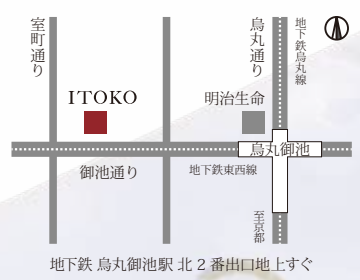 室町通り
烏丸通り
地下鉄烏丸線
ITOKO
明治生命
烏丸御池
御池通り
地下鉄東西線
至京都
地下鉄 烏丸御池駅 北2番出口地上すぐ